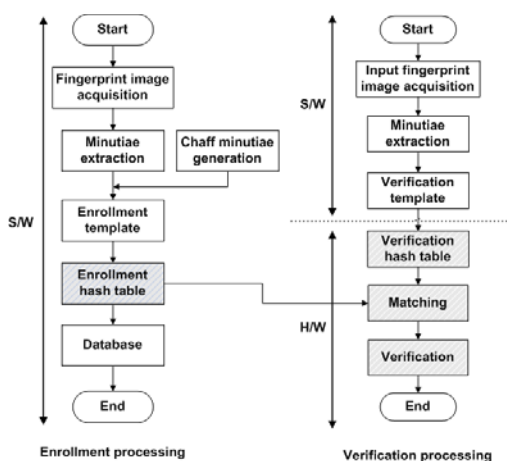 Start
Fingerprint image
acquisition
Minutiae
extraction
Chaff minutiae
generation
Enrollment
template
S/W
Enrollment
hash table
Database
End
Enrollment processing
Start
Input fingerprint
image acquisition
S/W
Minutiae
extraction
Verification
template
Verification
hash table
Matching
H/W
Verification
End
Verification processing